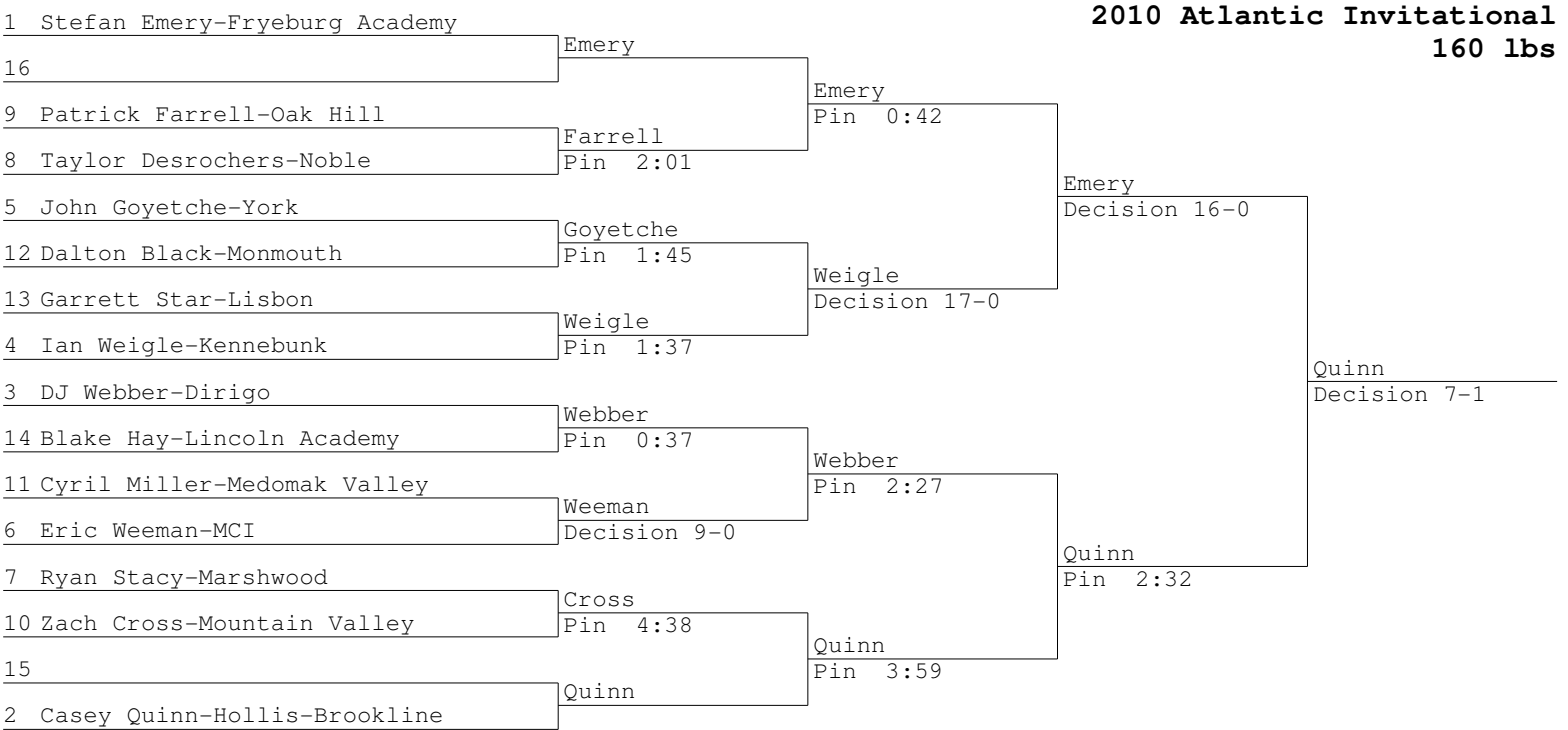 2010 Atlantic Invitational
160 lbs
1 Stefan Emery-Fryeburg Academy
Emery
16
Emery
9 Patrick Farrell-Oak Hill
Pin 0:42
Farrell
8 Taylor Desrochers-Noble
Pin 2:01
Emery
5 John Goyetche-York
Decision 16-0
Goyetche
12 Dalton Black-Monmouth
Pin 1:45
Weigle
13 Garrett Star-Lisbon
Decision 17-0
Weigle
4 Ian Weigle-Kennebunk
Pin 1:37
Quinn
3 DJ Webber-Dirigo
Decision 7-1
Webber
14 Blake Hay-Lincoln Academy
Pin 0:37
Webber
11 Cyril Miller-Medomak Valley
Pin 2:27
Weeman
6 Eric Weeman-MCI
Decision 9-0
Quinn
7 Ryan Stacy-Marshwood
Pin 2:32
Cross
10 Zach Cross-Mountain Valley
Pin 4:38
Quinn
15
Pin 3:59
Quinn
2 Casey Quinn-Hollis-Brookline